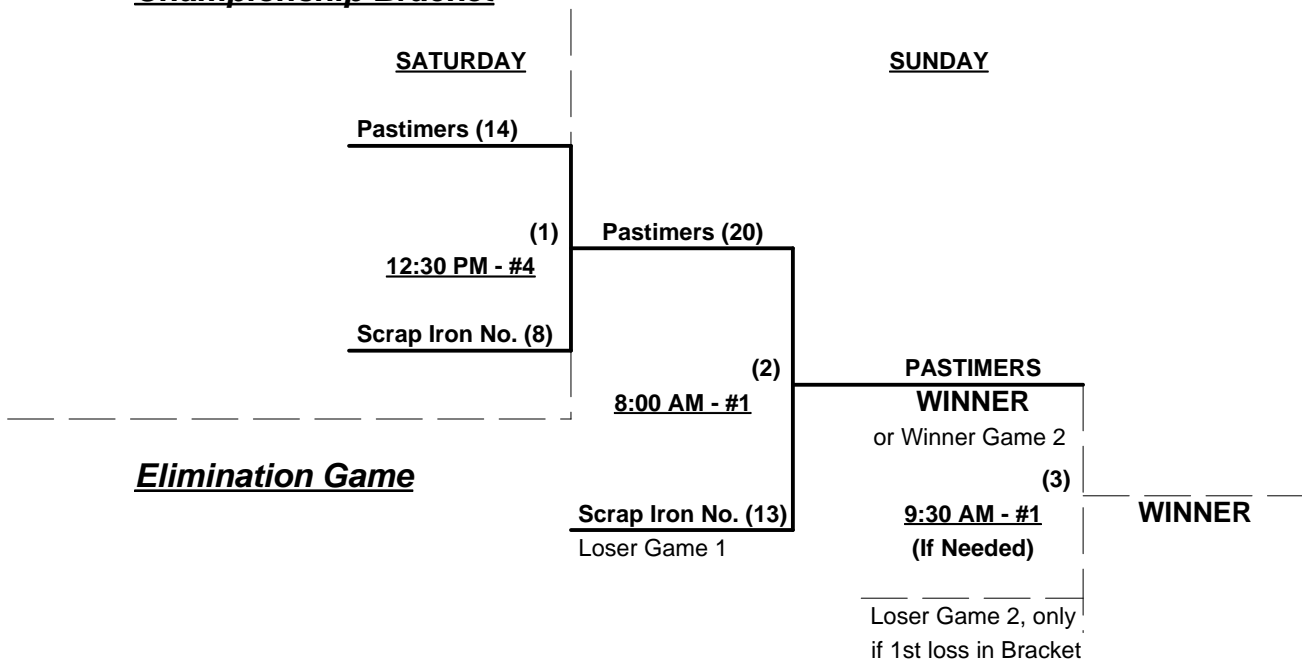 Championship Bracket
SATURDAY
SUNDAY
Pastimers (14)
(1)
Pastimers (20)
12:30 PM - #4
Scrap Iron No. (8)
(2)
PASTIMERS
8:00 AM - #1
WINNER
or Winner Game 2
Elimination Game
(3)
Scrap Iron No. (13)
9:30 AM - #1
WINNER
Loser Game 1
(If Needed)
Loser Game 2, only
if 1st loss in Bracket